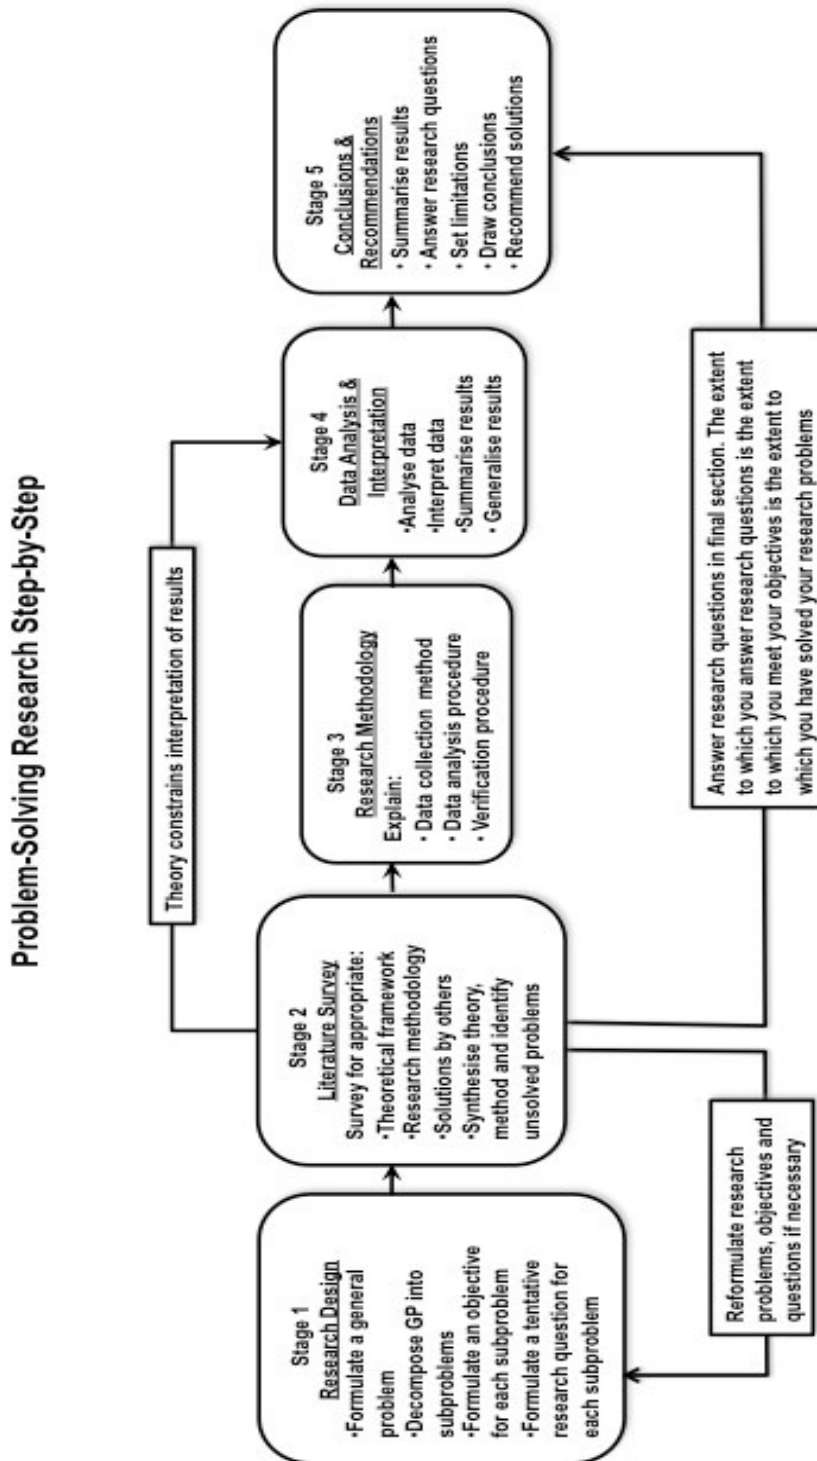 Problem-Solving Research Step-by-Step
Theory constrains interpretation of results
Stage 1
Research Design
•Formulate a general
problem
•Decompose GP into
subproblems
•Formulate an objective
for each subproblem
•Formulate a tentative
research question for
each subproblem
Stage 2
Literature Survey
Survey for appropriate:
•Theoretical framework
•Research methodology
•Solutions by others
•Synthesise theory,
method and identify
unsolved problems
Stage 3
Research Methodology
Explain:
• Data collection method
• Data analysis procedure
• Verification procedure
Stage 4
Data Analysis &
Interpretation
•Analyse data
•Interpret data
•Summarise results
• Generalise results
Stage 5
Conclusions &
Recommendations
• Summarise results
• Answer research questions
• Set limitations
• Draw conclusions
• Recommend solutions
Reformulate research
problems, objectives and
questions if necessary
Answer research questions in final section. The extent
to which you answer research questions is the extent
to which you meet your objectives is the extent to
which you have solved your research problems